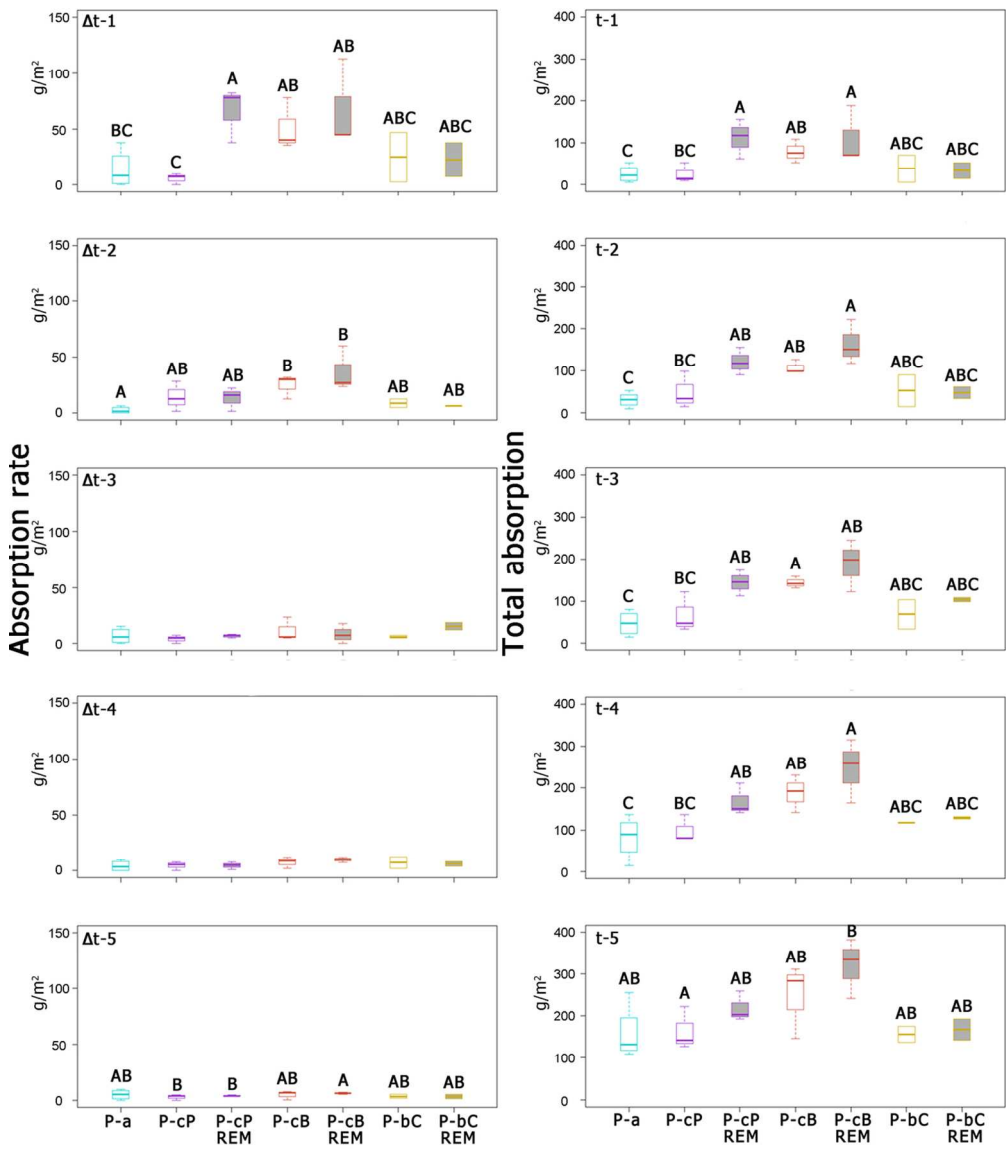 Absorption rate
Δt-1
g/m²
150
100
50
0
BC
C
A
AB
AB
ABC
ABC
Δt-2
g/m²
150
100
50
0
A
AB
AB
B
B
AB
AB
Δt-3
g/m²
150
100
50
0
Δt-4
g/m²
150
100
50
0
Δt-5
g/m²
150
100
50
0
AB
B
B
AB
A
AB
AB
P-a P-cP P-cP P-cB P-cB P-bC P-bC
REM REM REM
Total absorption
t-1
g/m²
400
300
200
100
0
C
BC
A
AB
A
ABC
ABC
t-2
g/m²
400
300
200
100
0
C
BC
AB
AB
A
ABC
ABC
t-3
g/m²
400
300
200
100
0
C
BC
AB
A
AB
ABC
ABC
t-4
g/m²
400
300
200
100
0
C
BC
AB
AB
A
ABC
ABC
t-5
g/m²
400
300
200
100
0
AB
A
AB
AB
B
AB
AB
P-a P-cP P-cP P-cB P-cB P-bC P-bC
REM REM REM